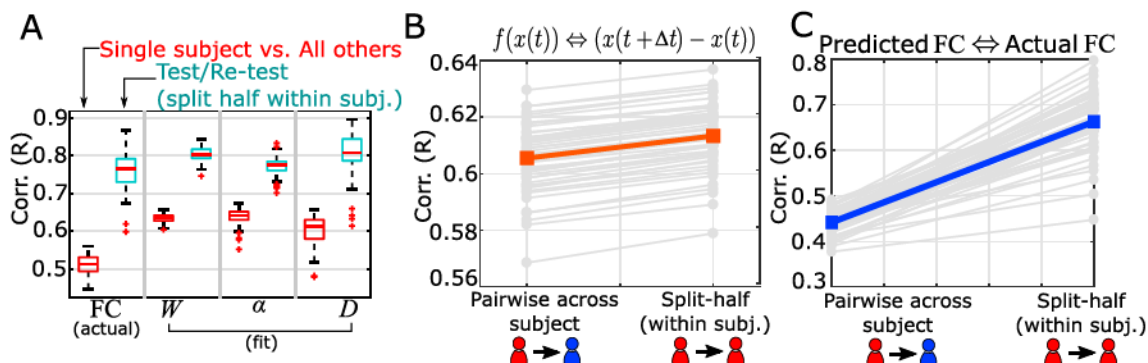 A
Single subject vs. All others
Test/Re-test
(split half within subj.)
Corr. (R)
0.9
0.8
0.7
0.6
0.5
FC
(actual)
W
α
D
(fit)
B
f(x(t)) ⇔ (x(t + Δt) − x(t))
Corr. (R)
0.64
0.62
0.6
0.58
0.56
Pairwise across
subject
Split-half
(within subj.)
C
Predicted FC ⇔ Actual FC
Corr. (R)
0.8
0.7
0.6
0.5
0.4
0.3
Pairwise across
subject
Split-half
(within subj.)